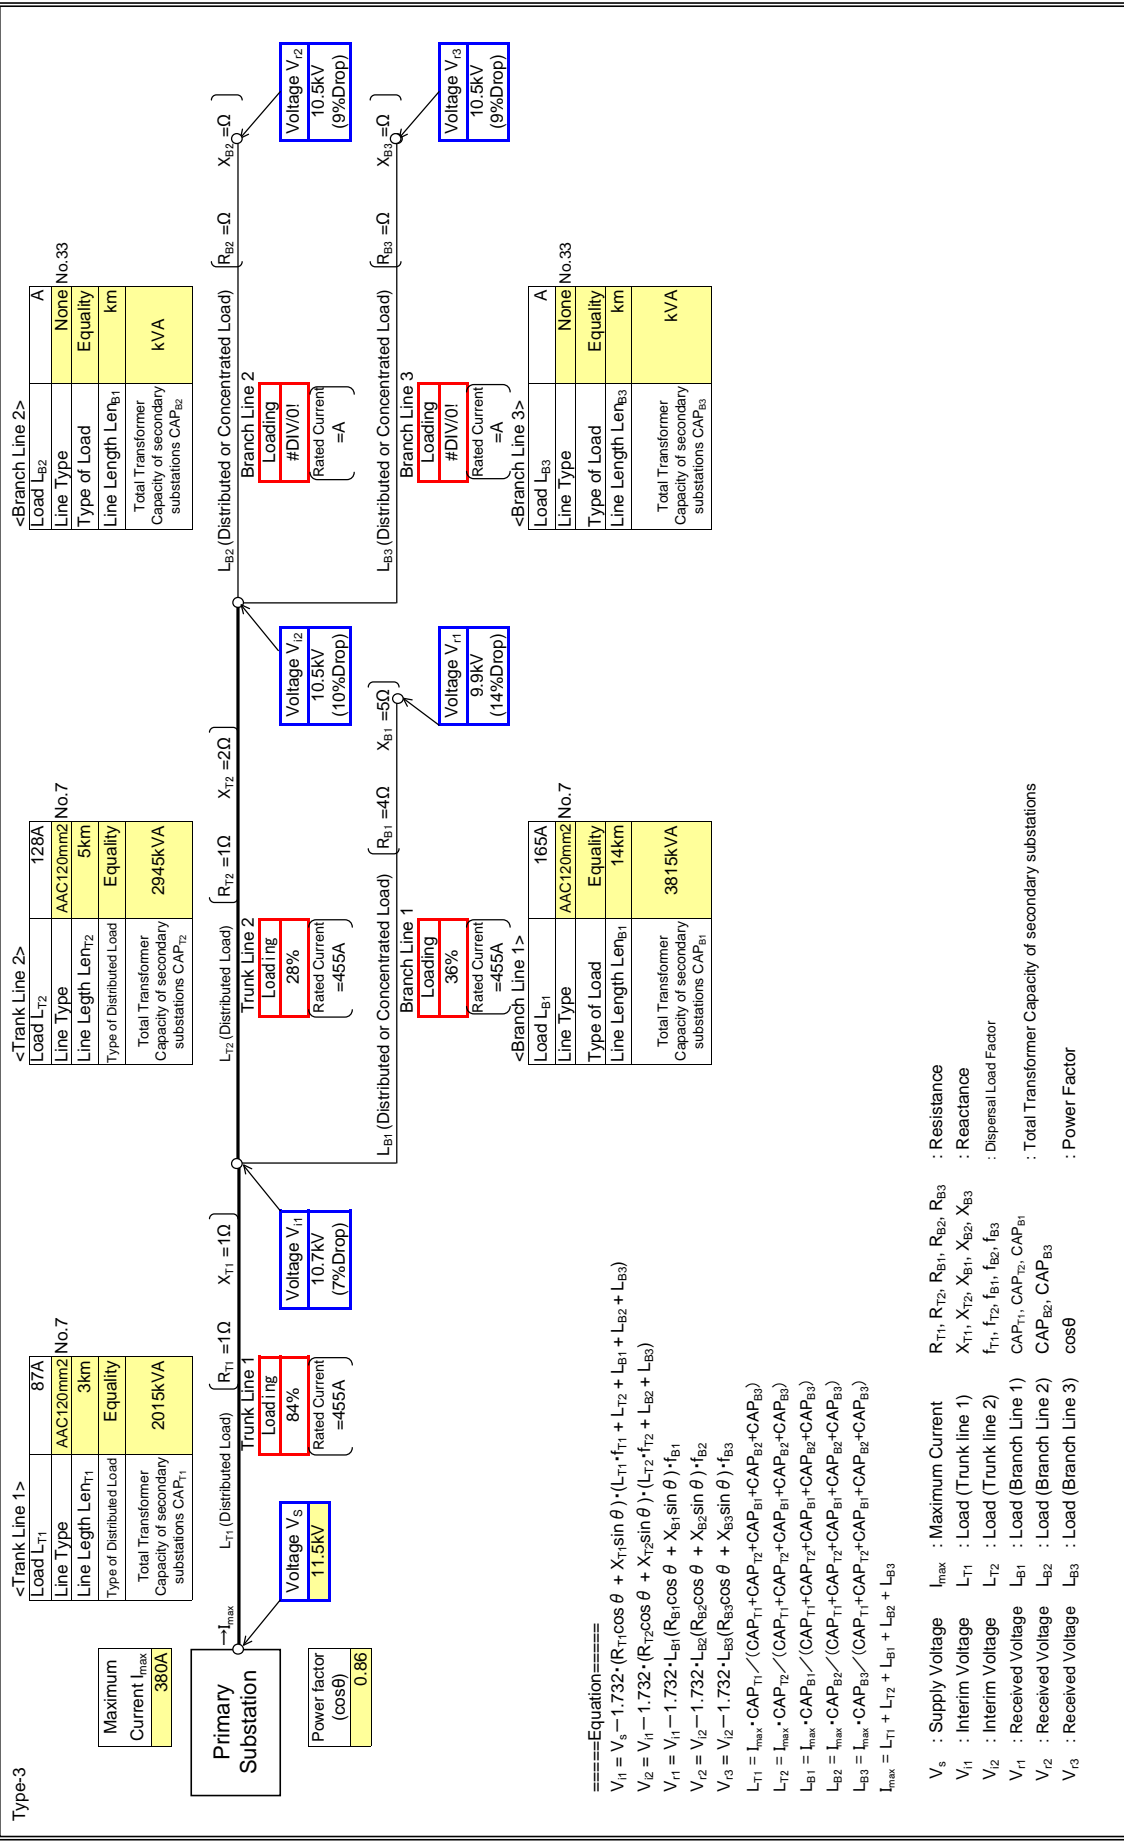 Type-3
Maximum
Current Imax
380A
Primary
Substation
Power factor
(cosθ)
0.86
→Imax
Voltage VS
11.5kV
<Trank Line 1>
Load LT1 87A
Line Type AAC120mm2 No.7
Line Legth LenT1 3km
Type of Distributed Load Equality
Total Transformer
Capacity of secondary
substations CAPT1
2015kVA
LT1 (Distributed Load) RT1 =1Ω XT1 =1Ω
Trunk Line 1
Loading
84%
Rated Current
=455A
Voltage Vi1
10.7kV
(7%Drop)
<Trank Line 2>
Load LT2 128A
Line Type AAC120mm2 No.7
Line Legth LenT2 5km
Type of Distributed Load Equality
Total Transformer
Capacity of secondary
substations CAPT2
2945kVA
LT2 (Distributed Load) RT2 =1Ω XT2 =2Ω
Trunk Line 2
Loading
28%
Rated Current
=455A
Voltage Vi2
10.5kV
(10%Drop)
LB1 (Distributed or Concentrated Load) RB1 =4Ω XB1 =5Ω
Branch Line 1
Loading
36%
Rated Current
=455A
Voltage Vr1
9.9kV
(14%Drop)
<Branch Line 1>
Load LB1 165A
Line Type AAC120mm2 No.7
Type of Load Equality
Line Length LenB1 14km
Total Transformer
Capacity of secondary
substations CAPB1
3815kVA
<Branch Line 2>
Load LB2 A
Line Type None No.33
Type of Load Equality
Line Length LenB1 km
Total Transformer
Capacity of secondary
substations CAPB2
kVA
LB2 (Distributed or Concentrated Load) RB2 =Ω XB2 =Ω
Branch Line 2
Loading
#DIV/0!
Rated Current
=A
Voltage Vr2
10.5kV
(9%Drop)
LB3 (Distributed or Concentrated Load) RB3 =Ω XB3 =Ω
Branch Line 3
Loading
#DIV/0!
Rated Current
=A
Voltage Vr3
10.5kV
(9%Drop)
<Branch Line 3>
Load LB3 A
Line Type None No.33
Type of Load Equality
Line Length LenB3 km
Total Transformer
Capacity of secondary
substations CAPB3
kVA
=====Equation=====
Vi1 = Vs−1.732・(RT1cos θ + XT1sin θ)・(LT1・fT1 + LT2 + LB1 + LB2 + LB3)
Vi2 = Vi1−1.732・(RT2cos θ + XT2sin θ)・(LT2・fT2 + LB2 + LB3)
Vr1 = Vi1−1.732・LB1(RB1cos θ + XB1sin θ)・fB1
Vr2 = Vi2−1.732・LB2(RB2cos θ + XB2sin θ)・fB2
Vr3 = Vi2−1.732・LB3(RB3cos θ + XB3sin θ)・fB3
LT1 = Imax・CAPT1／(CAPT1+CAPT2+CAPB1+CAPB2+CAPB3)
LT2 = Imax・CAPT2／(CAPT1+CAPT2+CAPB1+CAPB2+CAPB3)
LB1 = Imax・CAPB1／(CAPT1+CAPT2+CAPB1+CAPB2+CAPB3)
LB2 = Imax・CAPB2／(CAPT1+CAPT2+CAPB1+CAPB2+CAPB3)
LB3 = Imax・CAPB3／(CAPT1+CAPT2+CAPB1+CAPB2+CAPB3)
Imax = LT1 + LT2 + LB1 + LB2 + LB3
Vs : Supply Voltage Imax : Maximum Current RT1, RT2, RB1, RB2, RB3 : Resistance
Vi1 : Interim Voltage LT1 : Load (Trunk line 1) XT1, XT2, XB1, XB2, XB3 : Reactance
Vi2 : Interim Voltage LT2 : Load (Trunk line 2) fT1, fT2, fB1, fB2, fB3 : Dispersal Load Factor
Vr1 : Received Voltage LB1 : Load (Branch Line 1) CAPT1, CAPT2, CAPB1 : Total Transformer Capacity of secondary substations
Vr2 : Received Voltage LB2 : Load (Branch Line 2) CAPB2, CAPB3
Vr3 : Received Voltage LB3 : Load (Branch Line 3) cosθ : Power Factor